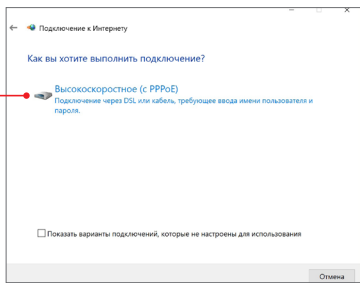 Подключение к Интернету
Как вы хотите выполнить подключение?
Высокоскоростное (с PPPoE)
Подключение через DSL или кабель, требующее ввода имени пользователя и
пароля.
Показать варианты подключений, которые не настроены для использования
Отмена